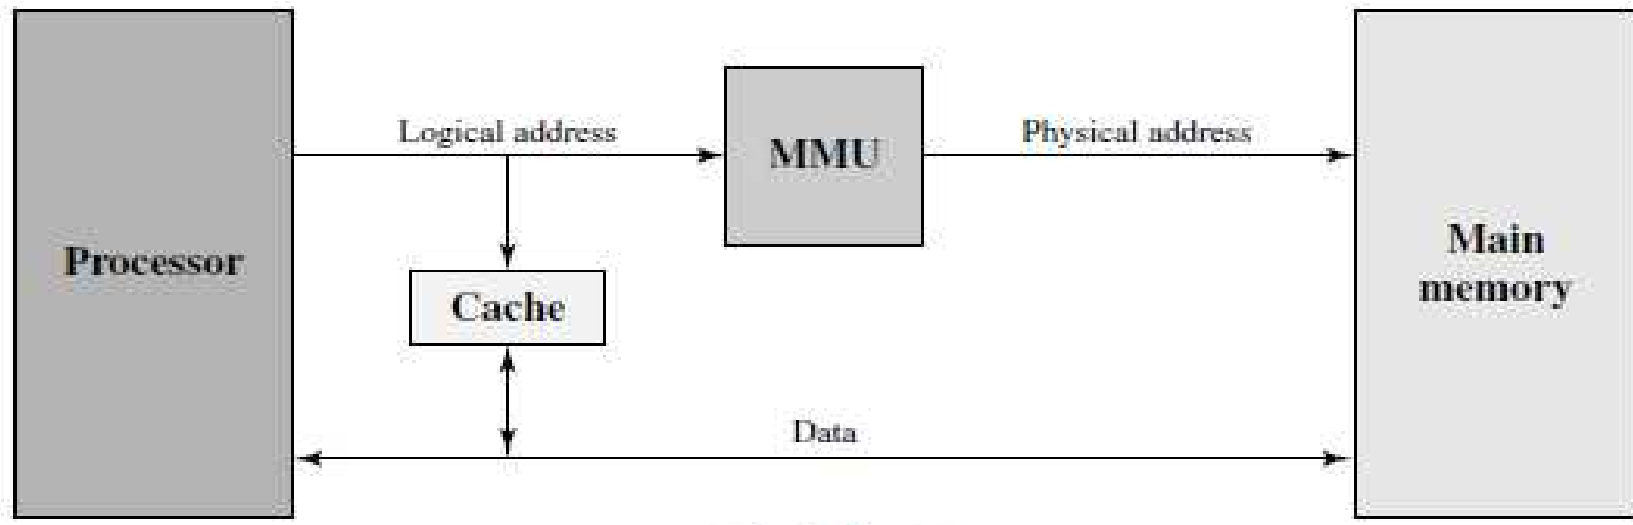 Logical address
MMU
Physical address
Processor
Cache
Main
memory
Data